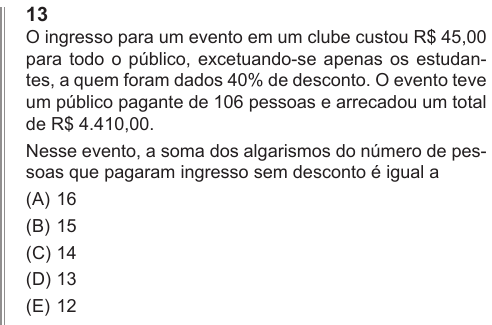 13
O ingresso para um evento em um clube custou R$ 45,00
para todo o público, excetuando-se apenas os estudan-
tes, a quem foram dados 40% de desconto. O evento teve
um público pagante de 106 pessoas e arrecadou um total
de R$ 4.410,00.
Nesse evento, a soma dos algarismos do número de pes-
soas que pagaram ingresso sem desconto é igual a
(A) 16
(B) 15
(C) 14
(D) 13
(E) 12